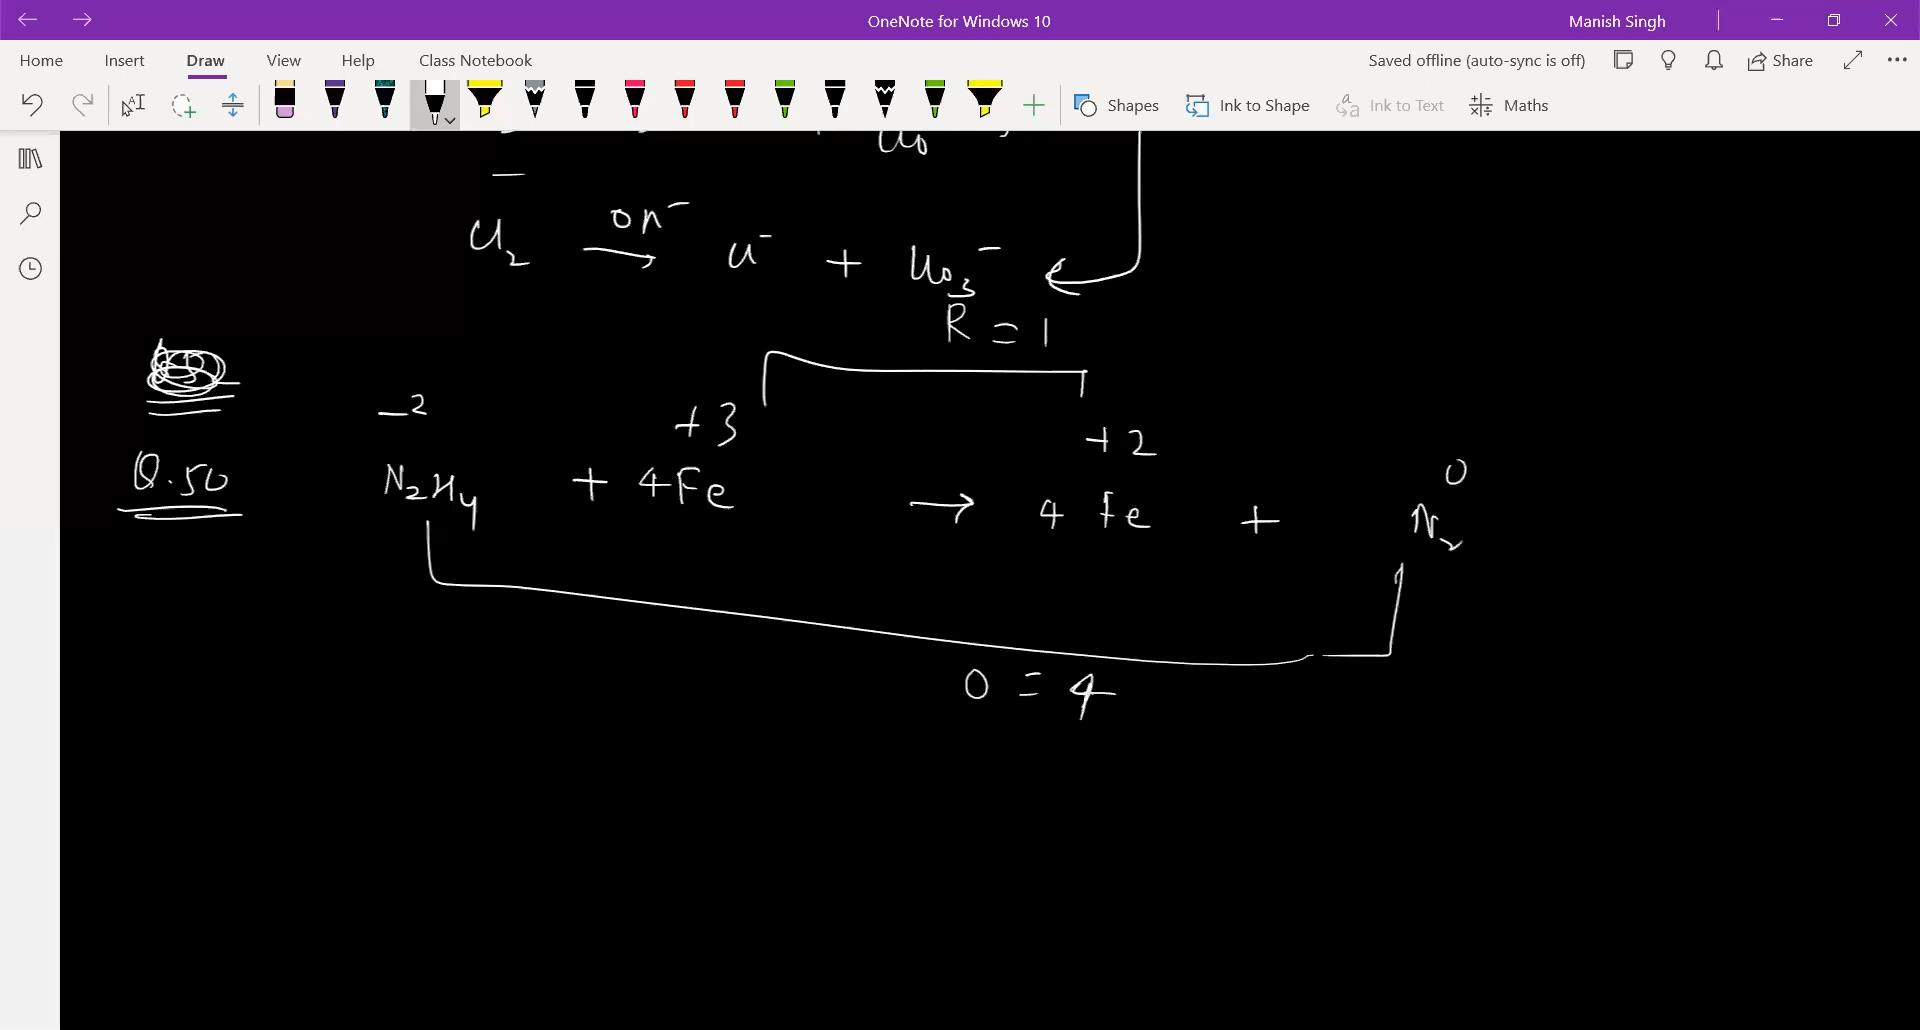 OneNote for Windows 10
Manish Singh
Home Insert Draw View Help Class Notebook
Saved offline (auto-sync is off) Share
Shapes Ink to Shape Ink to Text Maths
Cl₂ —OH⁻→ Cl⁻ + ClO₃⁻
R = 1
-2 +3 +2 0
Q.50 N₂H₄ + 4Fe → 4 Fe + N₂
O = 4